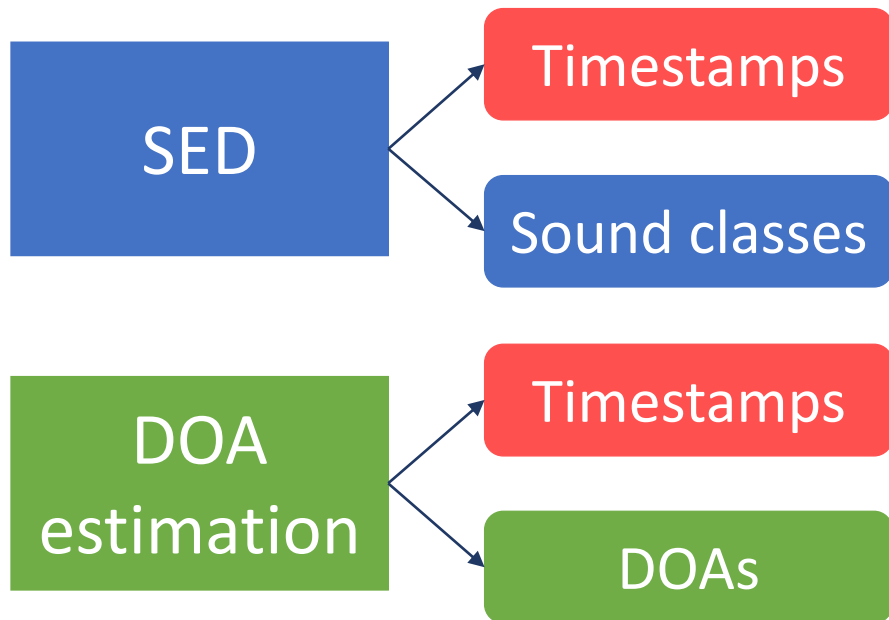 SED
Timestamps
Sound classes
DOA
estimation
Timestamps
DOAs